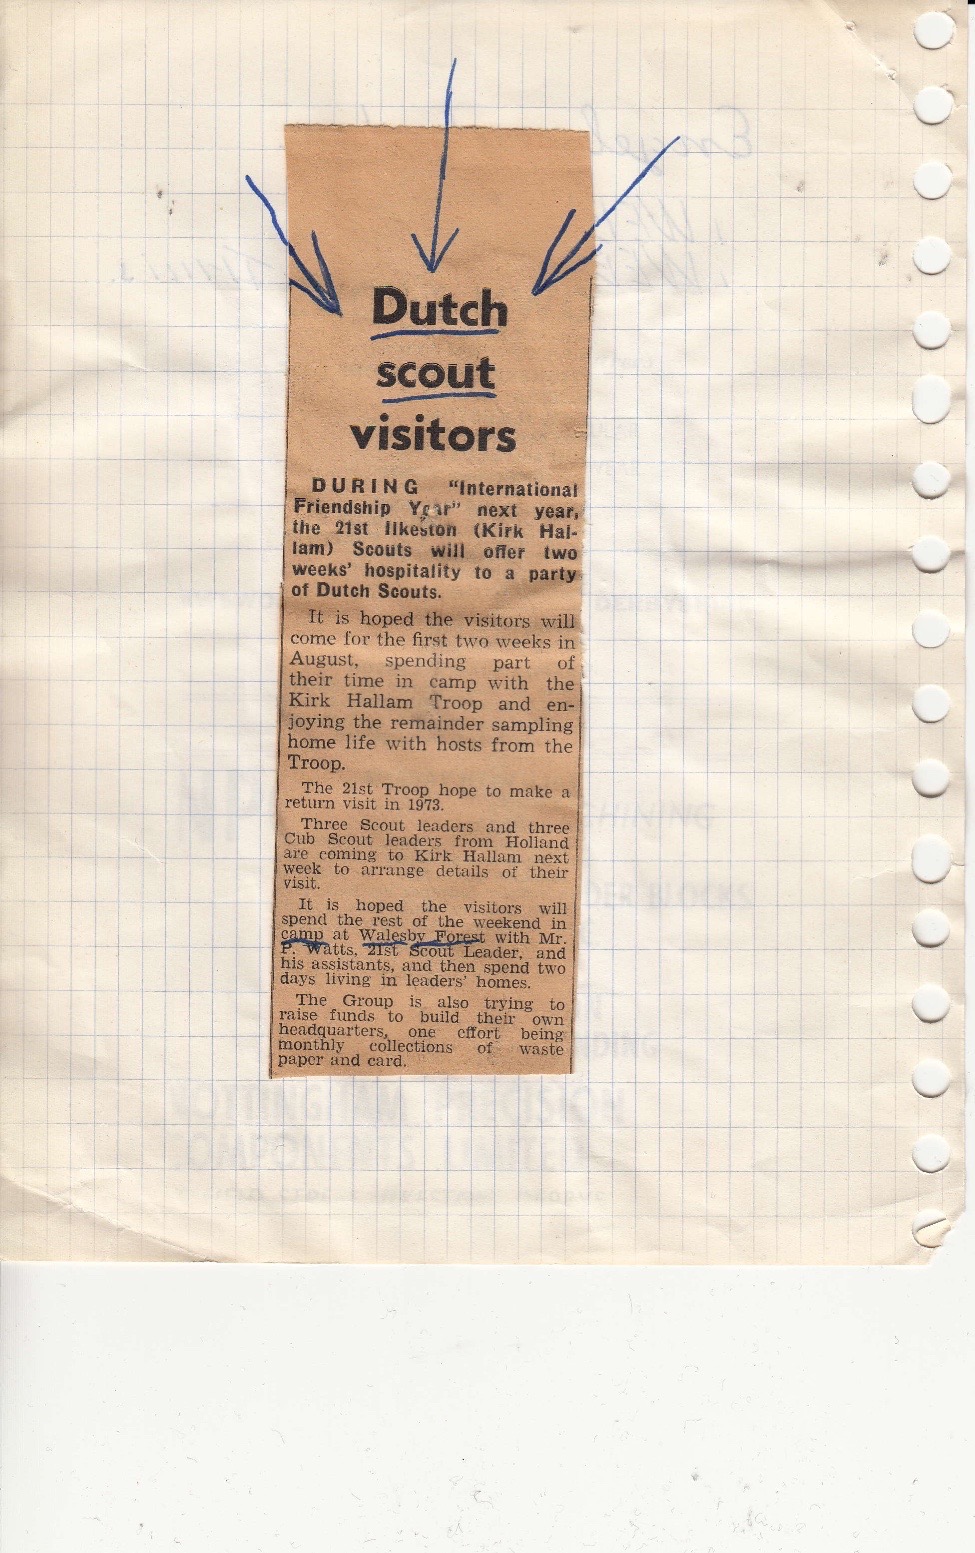 Dutch
scout
visitors
DURING "International
Friendship Year" next year,
the 21st Ilkeston (Kirk Hal-
lam) Scouts will offer two
weeks' hospitality to a party
of Dutch Scouts.
It is hoped the visitors will
come for the first two weeks in
August, spending part of
their time in camp with the
Kirk Hallam Troop and en-
joying the remainder sampling
home life with hosts from the
Troop.
The 21st Troop hope to make a
return visit in 1973.
Three Scout leaders and three
Cub Scout leaders from Holland
are coming to Kirk Hallam next
week to arrange details of their
visit.
It is hoped the visitors will
spend the rest of the weekend in
camp at Walesby Forest with Mr.
P. Watts, 21st Scout Leader, and
his assistants, and then spend two
days living in leaders' homes.
The Group is also trying to
raise funds to build their own
headquarters, one effort being
monthly collections of waste
paper and card.